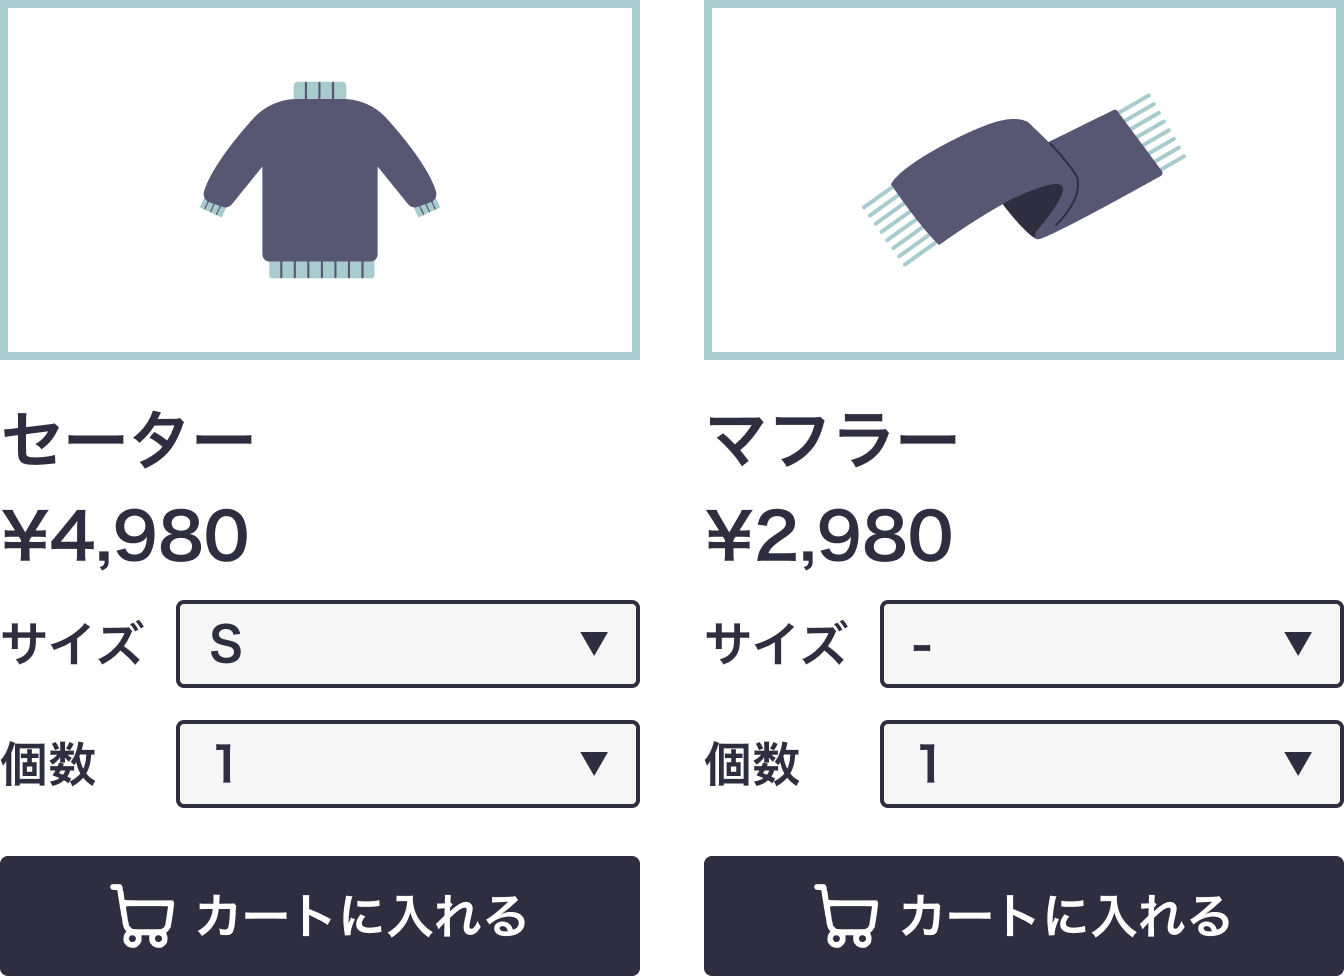 セーター
¥4,980
サイズ S ▼
個数 1 ▼
カートに入れる
マフラー
¥2,980
サイズ - ▼
個数 1 ▼
カートに入れる